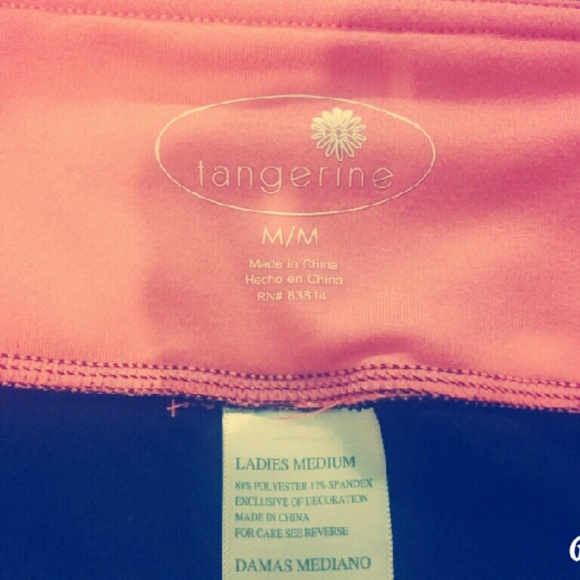 tangerine
M/M
Made in China
Hecho en China
RN# 83814
LADIES MEDIUM
88% POLYESTER 12% SPANDEX
EXCLUSIVE OF DECORATION
MADE IN CHINA
FOR CARE SEE REVERSE
DAMAS MEDIANO